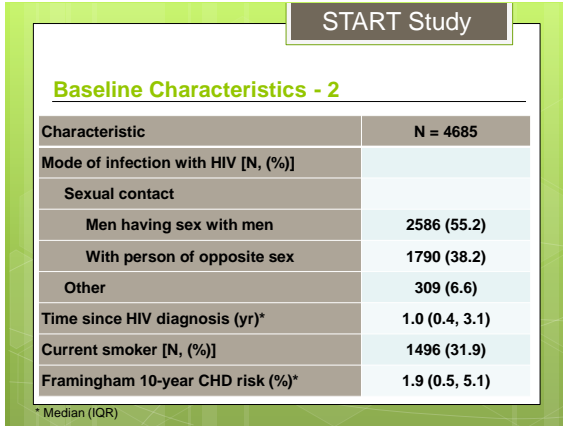 START Study
Baseline Characteristics - 2
Characteristic N = 4685
Mode of infection with HIV [N, (%)]
Sexual contact
Men having sex with men 2586 (55.2)
With person of opposite sex 1790 (38.2)
Other 309 (6.6)
Time since HIV diagnosis (yr)* 1.0 (0.4, 3.1)
Current smoker [N, (%)] 1496 (31.9)
Framingham 10-year CHD risk (%)* 1.9 (0.5, 5.1)
* Median (IQR)